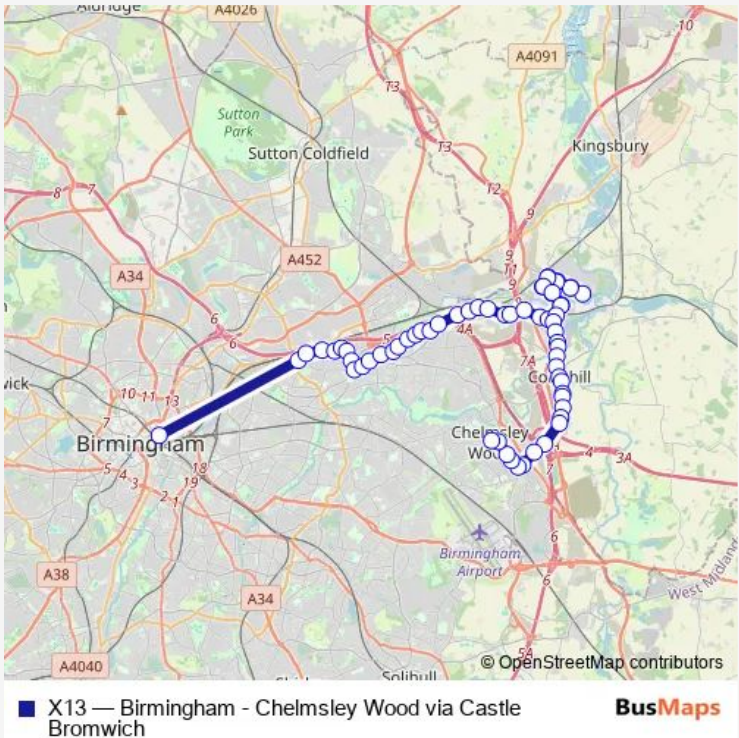 Aldridge
A4026
A4091
10
T3
Sutton
Park
Sutton Coldfield
Kingsbury
T3
T2
8
7
9
A452
A34
9
T1
9
6
6
5
4A
7A
wick
10 11 13
7
Birmingham
Chelmsley
Wood
4
3A
7
5 4 3
18
19
2 1
Birmingham
Airport
6
6
A38
A34
West Midland
5A
A4040
Solihull
© OpenStreetMap contributors
X13 — Birmingham - Chelmsley Wood via Castle
Bromwich
BusMaps